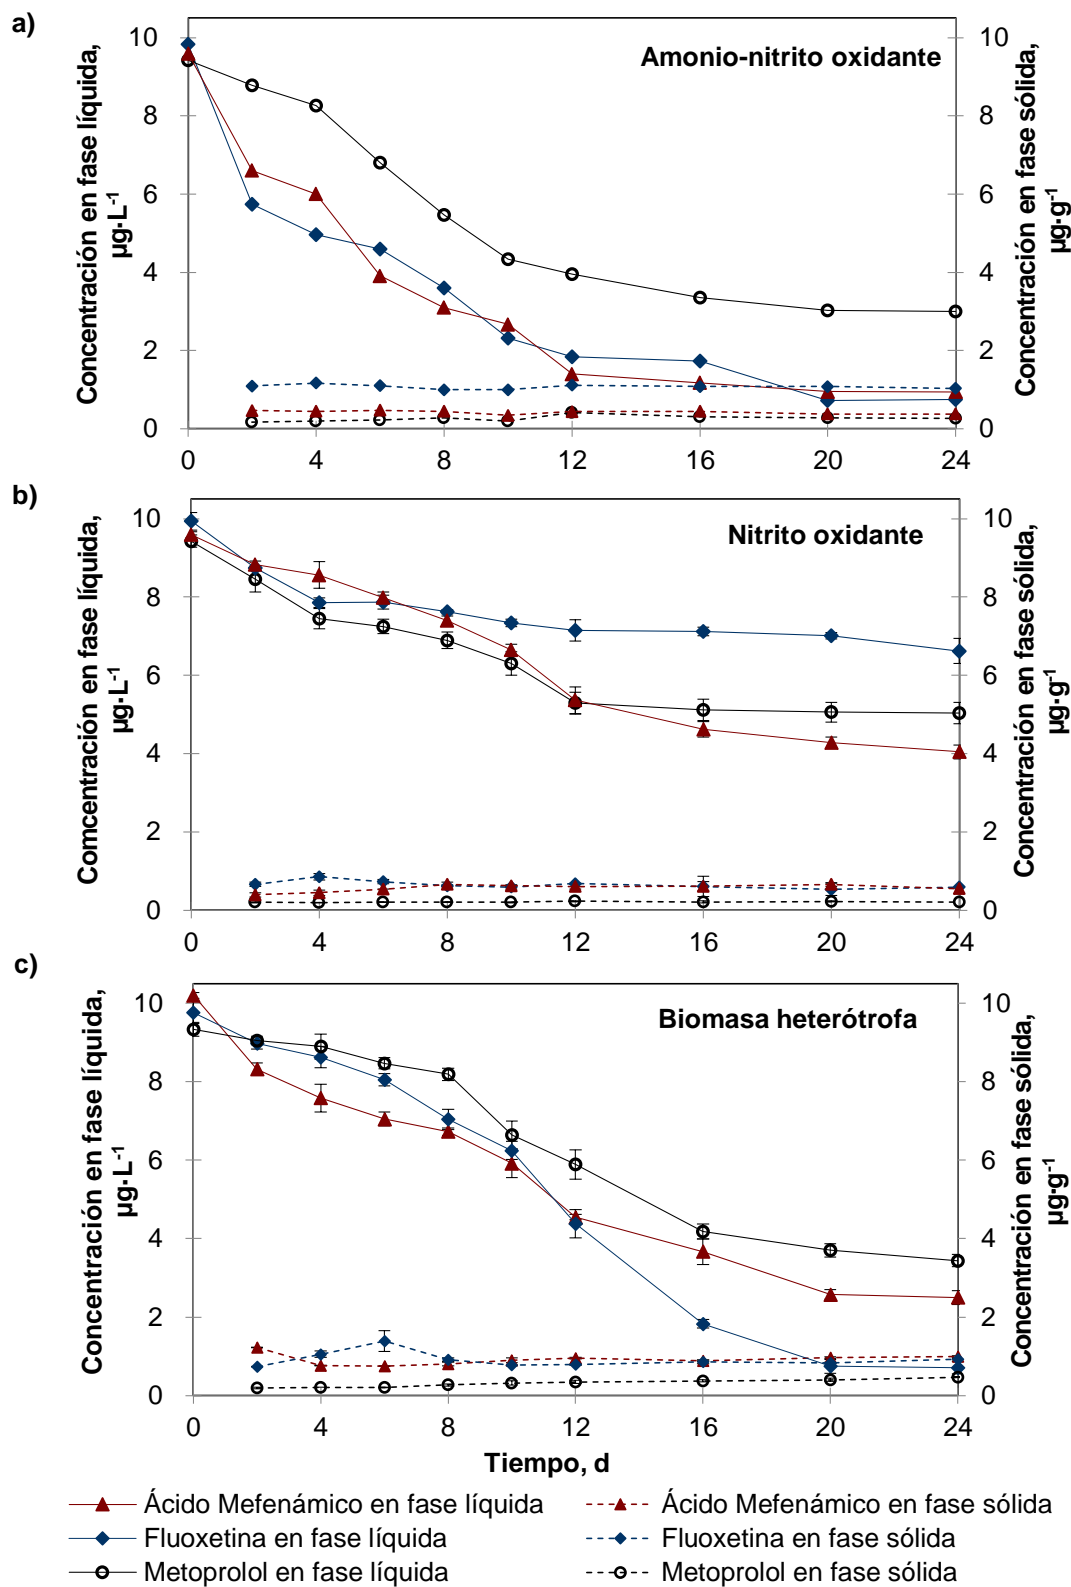 a)
Amonio-nitrito oxidante
Concentración en fase líquida,
µg·L-1
Concentración en fase sólida,
µg·g-1
10
8
6
4
2
0
10
8
6
4
2
0
0 4 8 12 16 20 24
b)
Nitrito oxidante
Comcentración en fase líquida,
µg·L-1
Concentración en fase sólida,
µg·g-1
10
8
6
4
2
0
10
8
6
4
2
0
0 4 8 12 16 20 24
c)
Biomasa heterótrofa
Concentración en fase líquida,
µg·L-1
Concentración en fase sólida,
µg·g-1
10
8
6
4
2
0
10
8
6
4
2
0
0 4 8 12 16 20 24
Tiempo, d
Ácido Mefenámico en fase líquida
Ácido Mefenámico en fase sólida
Fluoxetina en fase líquida
Fluoxetina en fase sólida
Metoprolol en fase líquida
Metoprolol en fase sólida